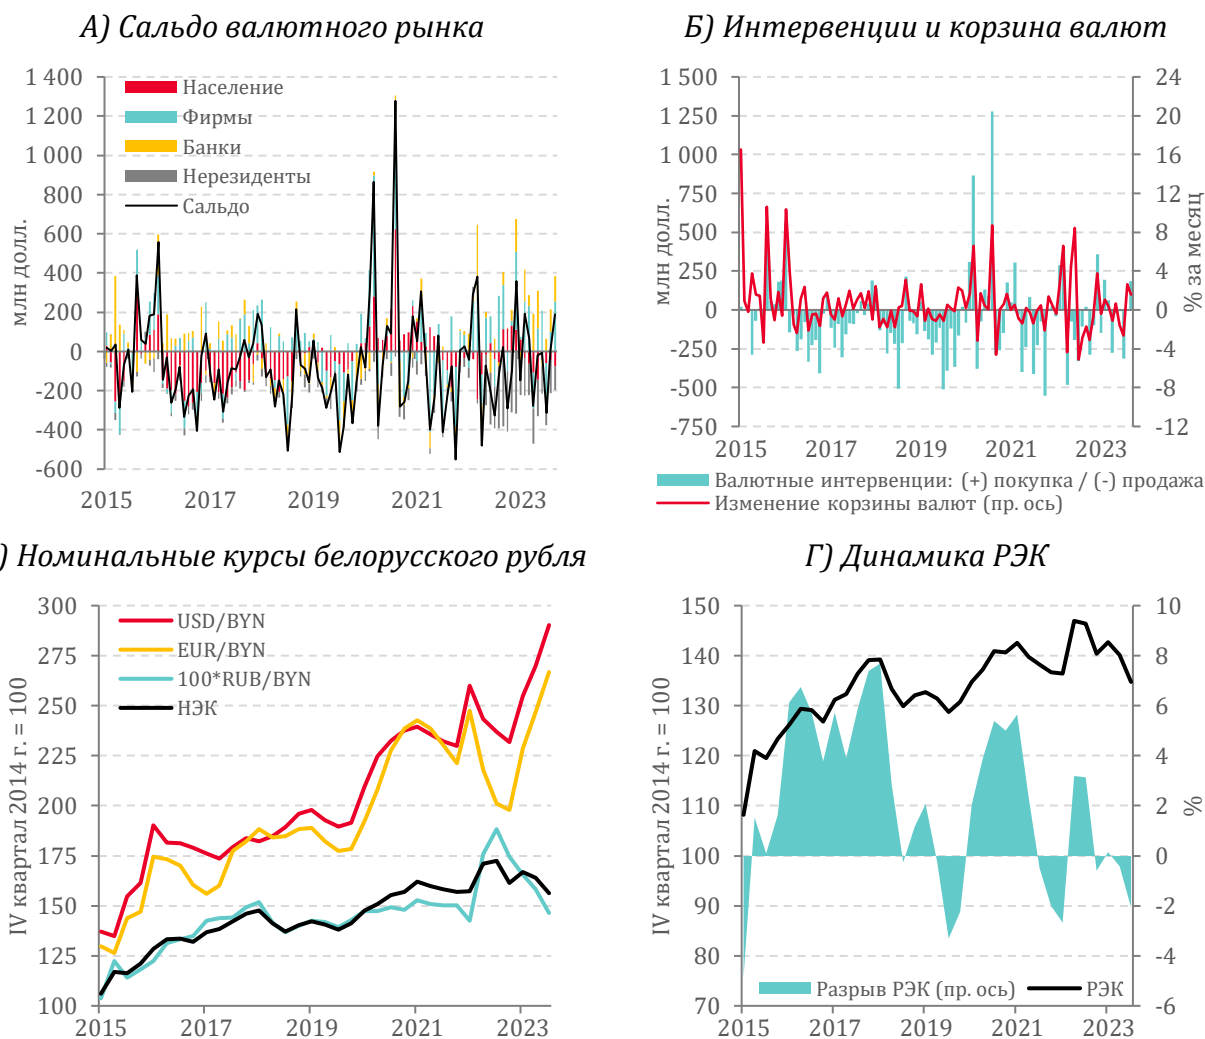 А) Сальдо валютного рынка
млн долл.
1 400
1 200
1 000
800
600
400
200
0
-200
-400
-600
Население
Фирмы
Банки
Нерезиденты
Сальдо
2015 2017 2019 2021 2023
Б) Интервенции и корзина валют
млн долл.
1 500
1 250
1 000
750
500
250
0
-250
-500
-750
24
20
16
12
8
4
0
-4
-8
-12
% за месяц
2015 2017 2019 2021 2023
Валютные интервенции: (+) покупка / (-) продажа
Изменение корзины валют (пр. ось)
) Номинальные курсы белорусского рубля
IV квартал 2014 г. = 100
300
275
250
225
200
175
150
125
100
USD/BYN
EUR/BYN
100*RUB/BYN
НЭК
2015 2017 2019 2021 2023
Г) Динамика РЭК
IV квартал 2014 г. = 100
150
140
130
120
110
100
90
80
70
10
8
6
4
2
0
-2
-4
-6
%
Разрыв РЭК (пр. ось)
РЭК
2015 2017 2019 2021 2023